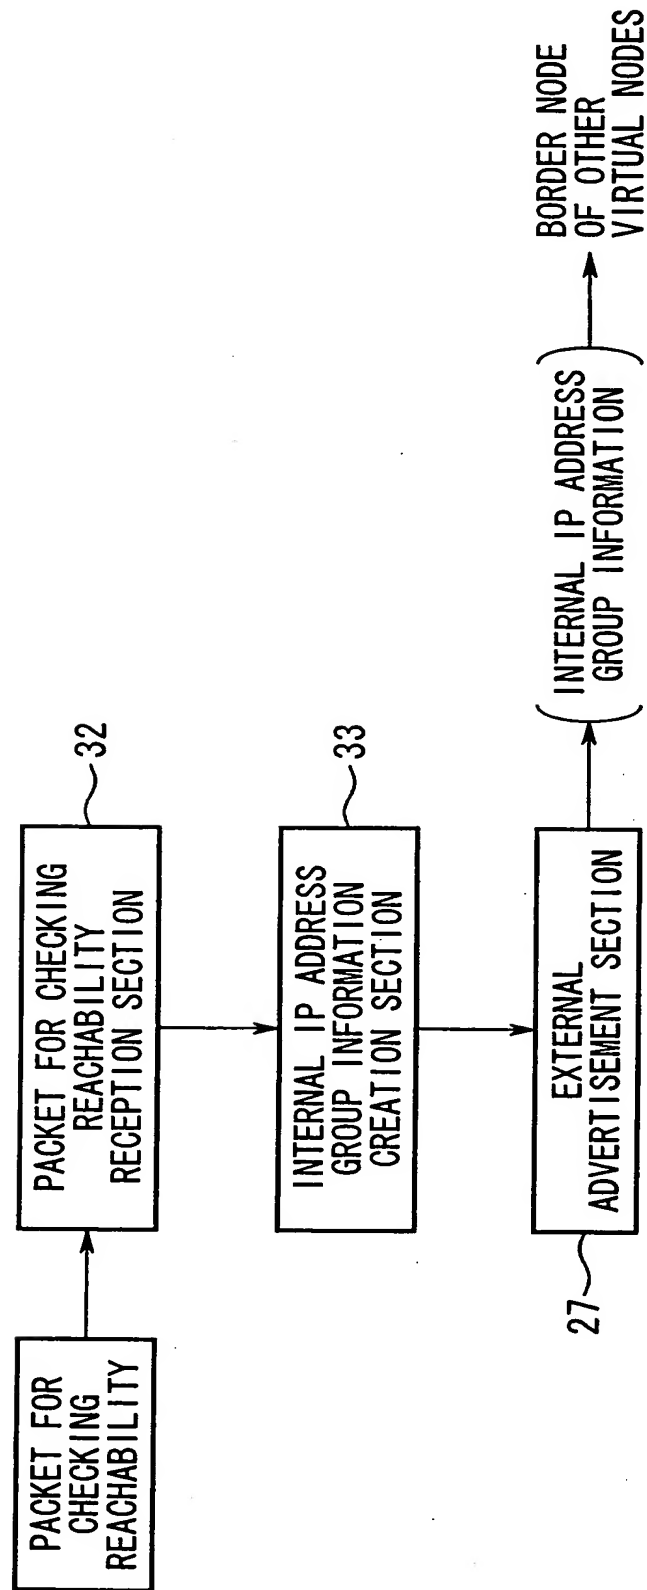 PACKET FOR
CHECKING
REACHABILITY
PACKET FOR CHECKING
REACHABILITY
RECEPTION SECTION
32
INTERNAL IP ADDRESS
GROUP INFORMATION
CREATION SECTION
33
EXTERNAL
ADVERTISEMENT SECTION
27
INTERNAL IP ADDRESS
GROUP INFORMATION
BORDER NODE
OF OTHER
VIRTUAL NODES